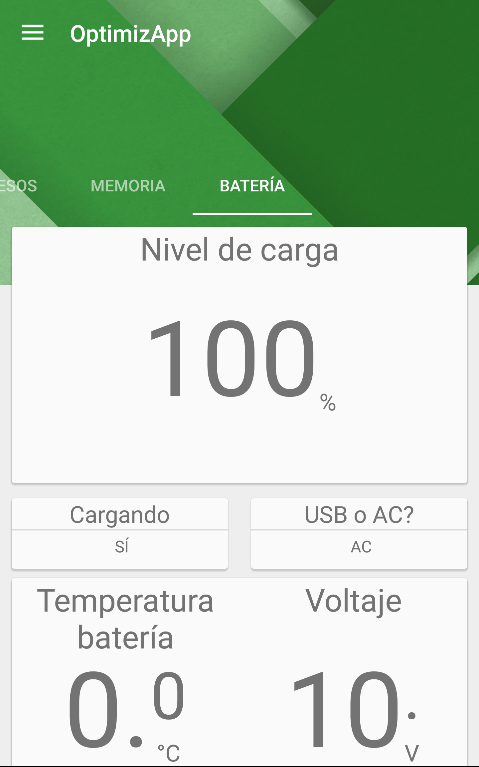 OptimizApp
ESOS MEMORIA BATERÍA
Nivel de carga
100 %
Cargando USB o AC?
SÍ AC
Temperatura batería Voltaje
0.0 °C 10. V